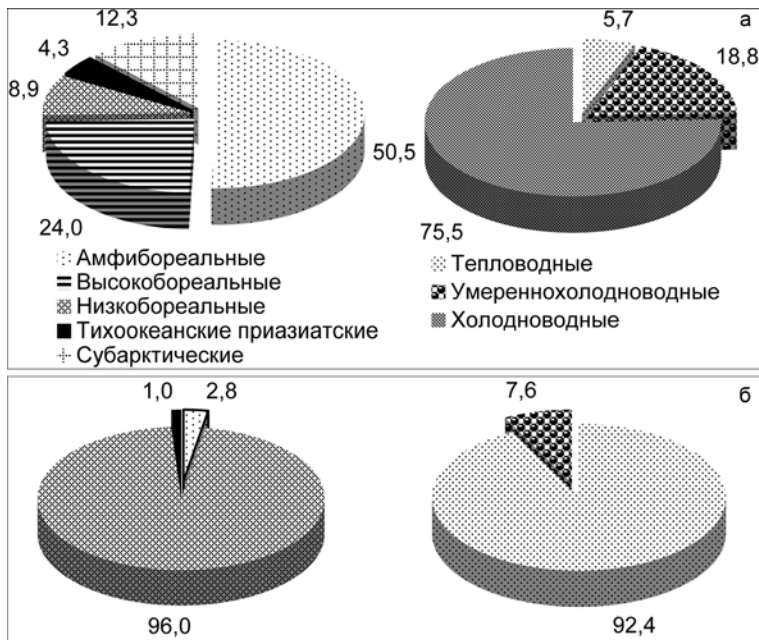 12,3
5,7
а
4,3
18,8
8,9
50,5
24,0
75,5
Амфибореальные
Высокобореальные
Низкобореальные
Тихоокеанские приазиатские
Субарктические
Тепловодные
Умереннохолодноводные
Холодноводные
1,0
2,8
7,6
б
96,0
92,4